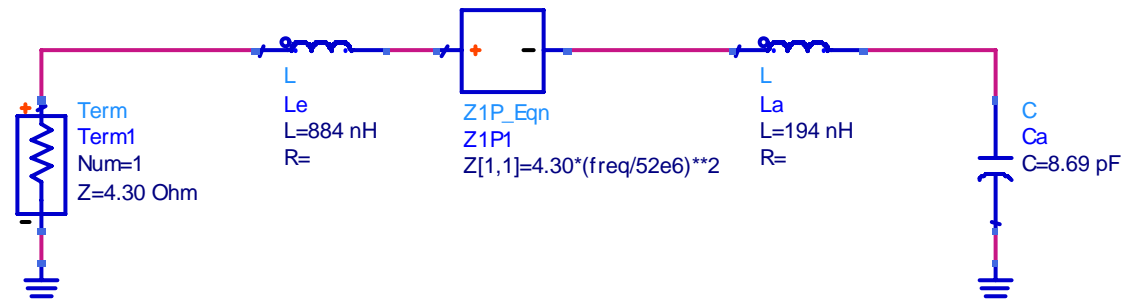 Term
Term1
Num=1
Z=4.30 Ohm
L
Le
L=884 nH
R=
Z1P_Eqn
Z1P1
Z[1,1]=4.30*(freq/52e6)**2
L
La
L=194 nH
R=
C
Ca
C=8.69 pF